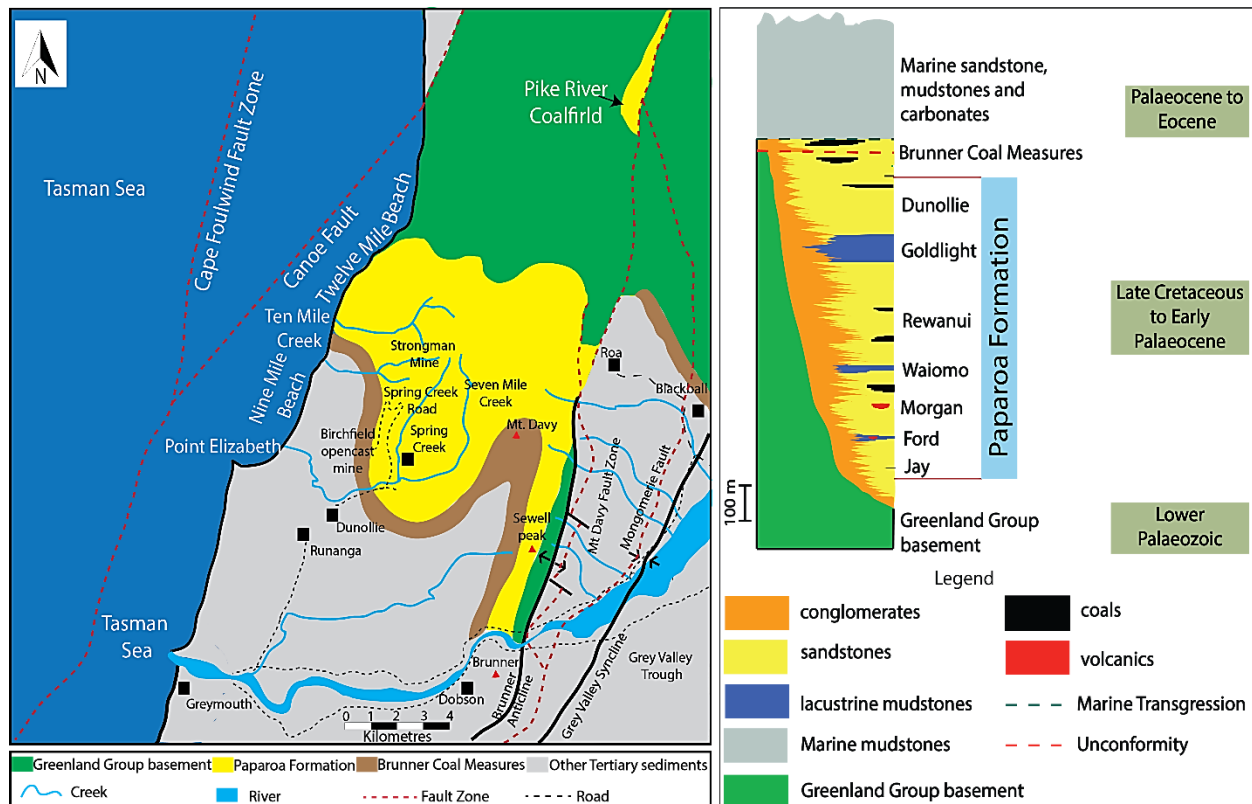 N
Pike River
Coalfirld
Cape Foulwind Fault Zone
Tasman Sea
Canoe Fault
Twelve Mile Beach
Ten Mile
Creek
Nine Mile
Beach
Strongman
Mine
Spring Creek
Road
Seven Mile
Creek
Roa
Blackball
Point Elizabeth
Birchfield
opencast
mine
Spring
Creek
Mt. Davy
Dunollie
Runanga
Sewell
peak
Mt Davy Fault Zone
Mongomerie Fault
Tasman
Sea
Greymouth
Brunner
Dobson
Brunner
Anticline
Grey Valley Syncline
Grey Valley
Trough
0 1 2 3 4
Kilometres
Greenland Group basement
Paparoa Formation
Brunner Coal Measures
Other Tertiary sediments
Creek
River
Fault Zone
Road
Marine sandstone,
mudstones and
carbonates
Palaeocene to
Eocene
Brunner Coal Measures
Dunollie
Goldlight
Rewanui
Waiomo
Morgan
Ford
Jay
Paparoa Formation
Late Cretaceous
to Early
Palaeocene
100 m
Greenland Group
basement
Lower
Palaeozoic
Legend
conglomerates
coals
sandstones
volcanics
lacustrine mudstones
Marine Transgression
Marine mudstones
Unconformity
Greenland Group basement